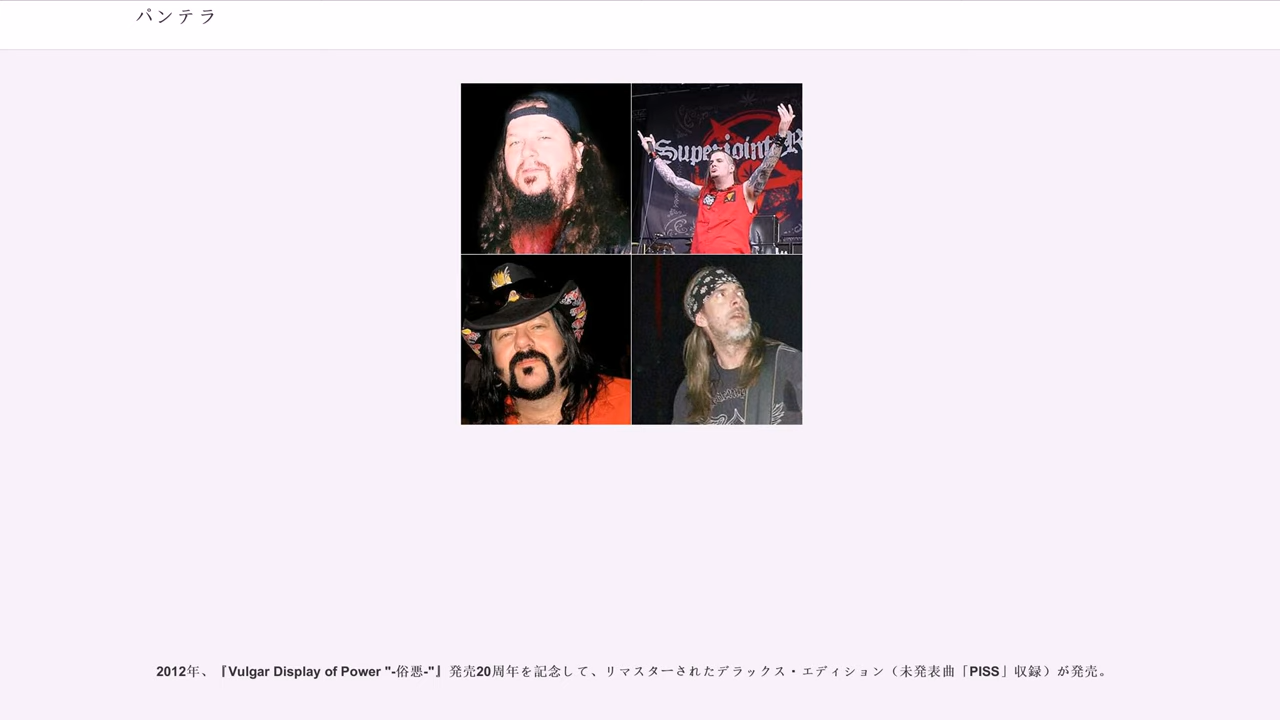 パンテラ
Superjoint R
2012年、『Vulgar Display of Power "-俗悪-"』発売20周年を記念して、リマスターされたデラックス・エディション（未発表曲「PISS」収録）が発売。